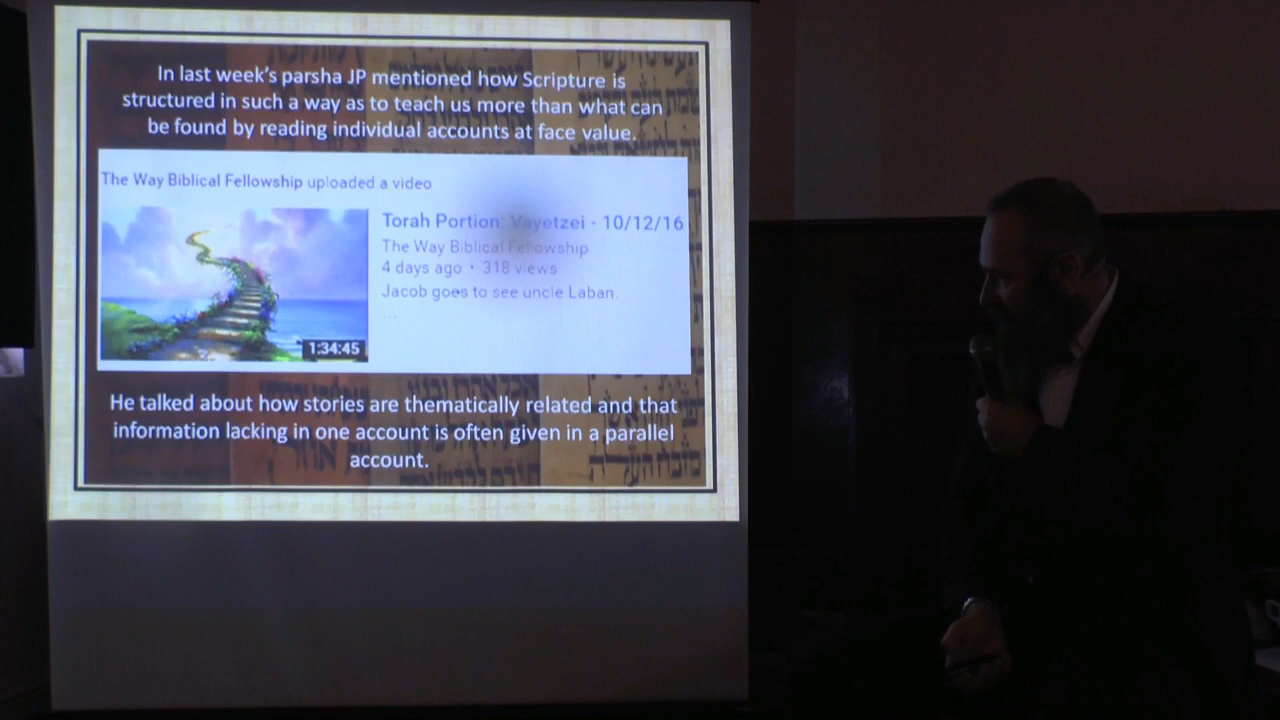 In last week's parsha JP mentioned how Scripture is
structured in such a way as to teach us more than what can
be found by reading individual accounts at face value.
The Way Biblical Fellowship uploaded a video
Torah Portion: Vayetzei - 10/12/16
The Way Biblical Fellowship
4 days ago • 318 views
Jacob goes to see uncle Laban.
...
1:34:45
He talked about how stories are thematically related and that
information lacking in one account is often given in a parallel
account.